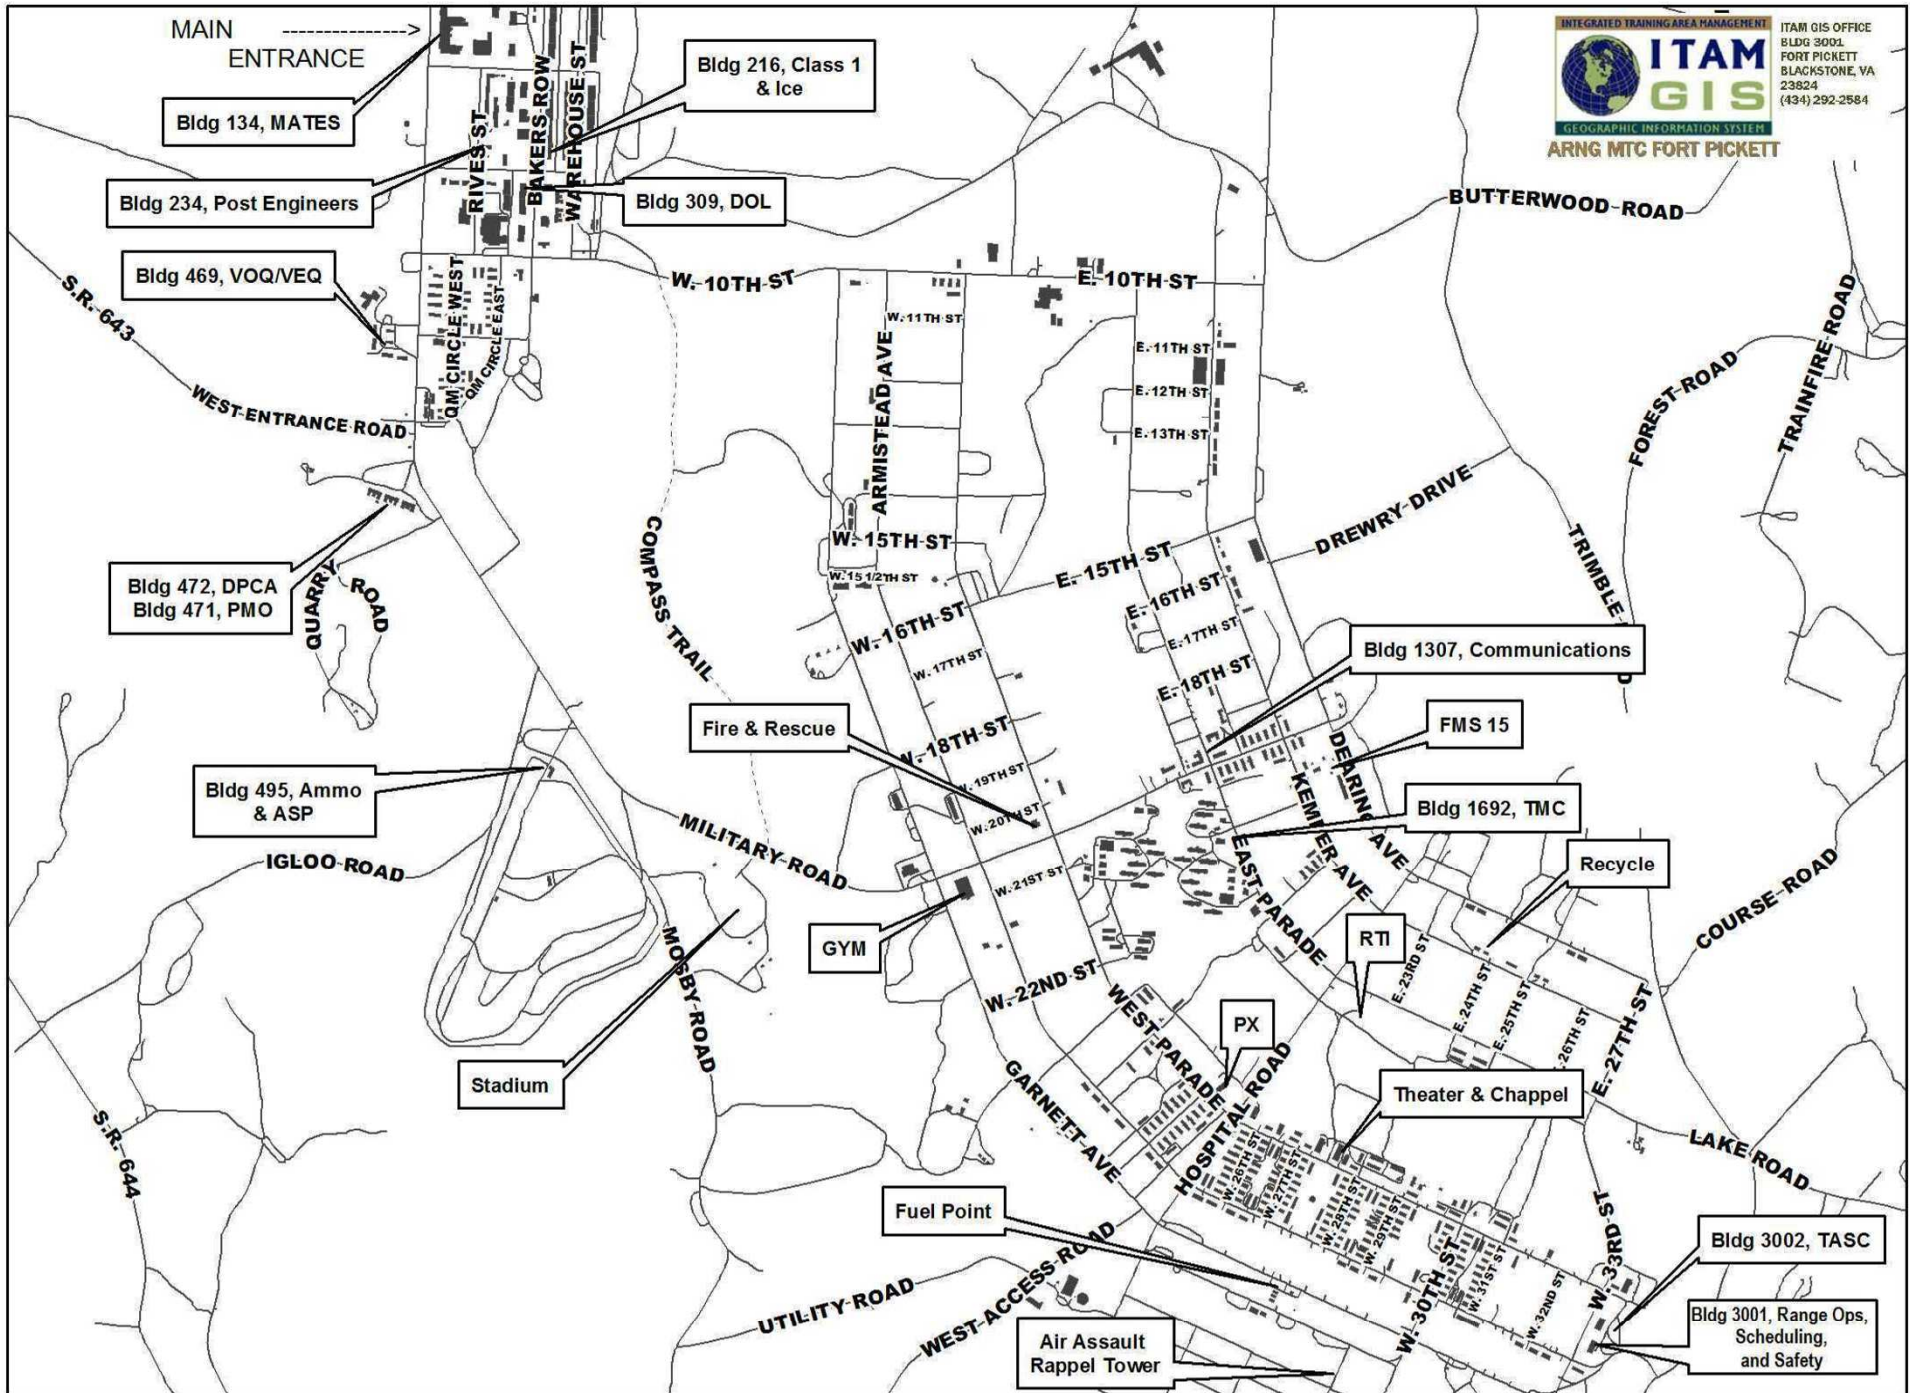 MAIN
ENTRANCE
INTEGRATED TRAINING AREA MANAGEMENT
ITAM
GIS
GEOGRAPHIC INFORMATION SYSTEM
ARNG MTC FORT PICKETT
ITAM GIS OFFICE
BLDG 3001
FORT PICKETT
BLACKSTONE, VA
23824
(434) 292-2584
Bldg 216, Class 1
& Ice
Bldg 134, MATES
RIVES ST
BAKERS ROW
WAREHOUSE ST
Bldg 234, Post Engineers
Bldg 309, DOL
BUTTERWOOD ROAD
Bldg 469, VOQ/VEQ
S.R. 643
QM CIRCLE WEST
QM CIRCLE EAST
W. 10TH ST
E. 10TH ST
W. 11TH ST
ARMISTEAD AVE
E. 11TH ST
E. 12TH ST
E. 13TH ST
FOREST ROAD
TRAINFIRE ROAD
WEST ENTRANCE ROAD
DREWRY DRIVE
COMPASS TRAIL
W. 15TH ST
W. 15 1/2TH ST
E. 15TH ST
TRIMBLE
Bldg 472, DPCA
Bldg 471, PMO
QUARRY ROAD
W. 16TH ST
E. 16TH ST
E. 17TH ST
W. 17TH ST
E. 18TH ST
Bldg 1307, Communications
Fire & Rescue
W. 18TH ST
FMS 15
DEARING AVE
KEMPER AVE
W. 19TH ST
W. 20TH ST
Bldg 495, Ammo
& ASP
Bldg 1692, TMC
MILITARY ROAD
IGLOO ROAD
EAST PARADE
Recycle
W. 21ST ST
COURSE ROAD
GYM
RTI
MOSBY ROAD
W. 22ND ST
E. 23RD ST
E. 24TH ST
E. 25TH ST
26TH ST
E. 27TH ST
WEST PARADE
PX
HOSPITAL ROAD
Stadium
GARNETT AVE
Theater & Chappel
LAKE ROAD
S.R. 644
W. 26TH ST
W. 27TH ST
W. 28TH ST
W. 29TH ST
W. 30TH ST
W. 31ST ST
W. 32ND ST
W. 33RD ST
Fuel Point
Bldg 3002, TASC
UTILITY ROAD
WEST ACCESS ROAD
Bldg 3001, Range Ops,
Scheduling,
and Safety
Air Assault
Rappel Tower